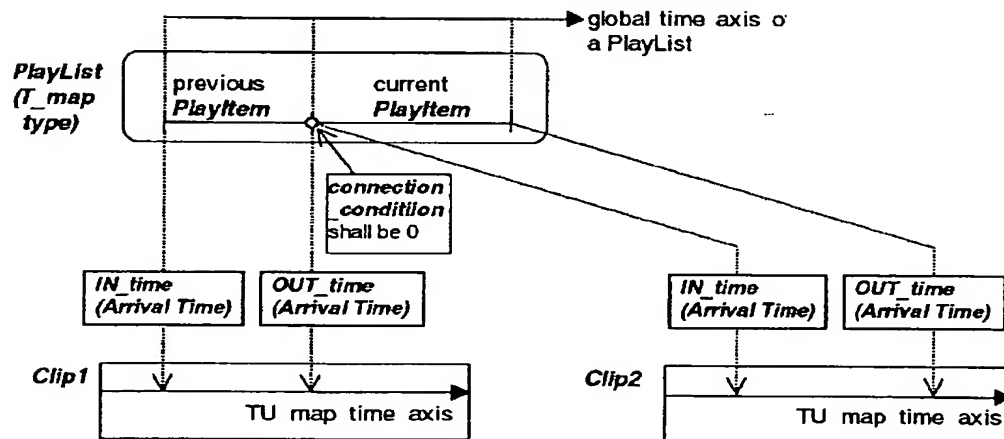 global time axis o
a PlayList
PlayList
(T_map
type)
previous
PlayItem
current
PlayItem
connection
_conditilon
shall be 0
IN_time
(Arrival Time)
OUT_time
(Arrival Time)
IN_time
(Arrival Time)
OUT_time
(Arrival Time)
Clip1
TU map time axis
Clip2
TU map time axis